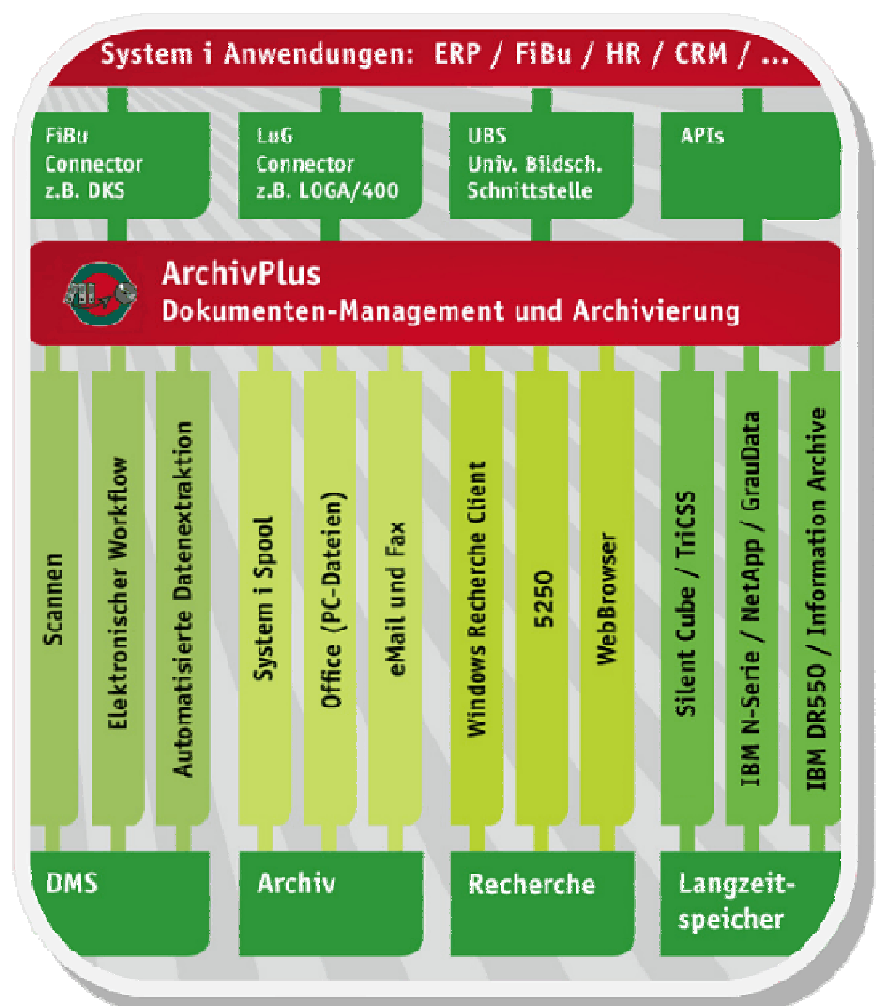 System i Anwendungen: ERP / FiBu / HR / CRM / ...
FiBu
Connector
z.B. DKS
LuG
Connector
z.B. LOGA/400
UBS
Univ. Bildsch.
Schnittstelle
APIs
ArchivPlus
Dokumenten-Management und Archivierung
Scannen
Elektronischer Workflow
Automatisierte Datenextraktion
System i Spool
Office (PC-Dateien)
eMail und Fax
Windows Recherche Client
5250
WebBrowser
Silent Cube / TriCSS
IBM N-Serie / NetApp / GrauData
IBM DR550 / Information Archive
DMS
Archiv
Recherche
Langzeit-
speicher